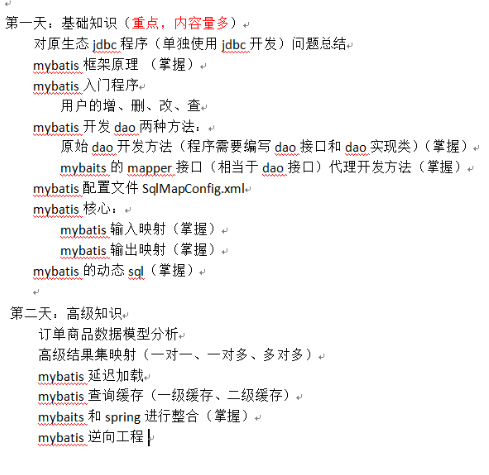 第一天：基础知识（重点，内容量多）
对原生态 jdbc 程序（单独使用 jdbc 开发）问题总结
mybatis 框架原理 （掌握）
mybatis 入门程序
用户的增、删、改、查
mybatis 开发 dao 两种方法：
原始 dao 开发方法（程序需要编写 dao 接口和 dao 实现类）（掌握）
mybaits 的 mapper 接口（相当于 dao 接口）代理开发方法（掌握）
mybatis 配置文件 SqlMapConfig.xml
mybatis 核心：
mybatis 输入映射（掌握）
mybatis 输出映射（掌握）
mybatis 的动态 sql（掌握）
第二天：高级知识
订单商品数据模型分析
高级结果集映射（一对一、一对多、多对多）
mybatis 延迟加载
mybatis 查询缓存（一级缓存、二级缓存）
mybaits 和 spring 进行整合（掌握）
mybatis 逆向工程